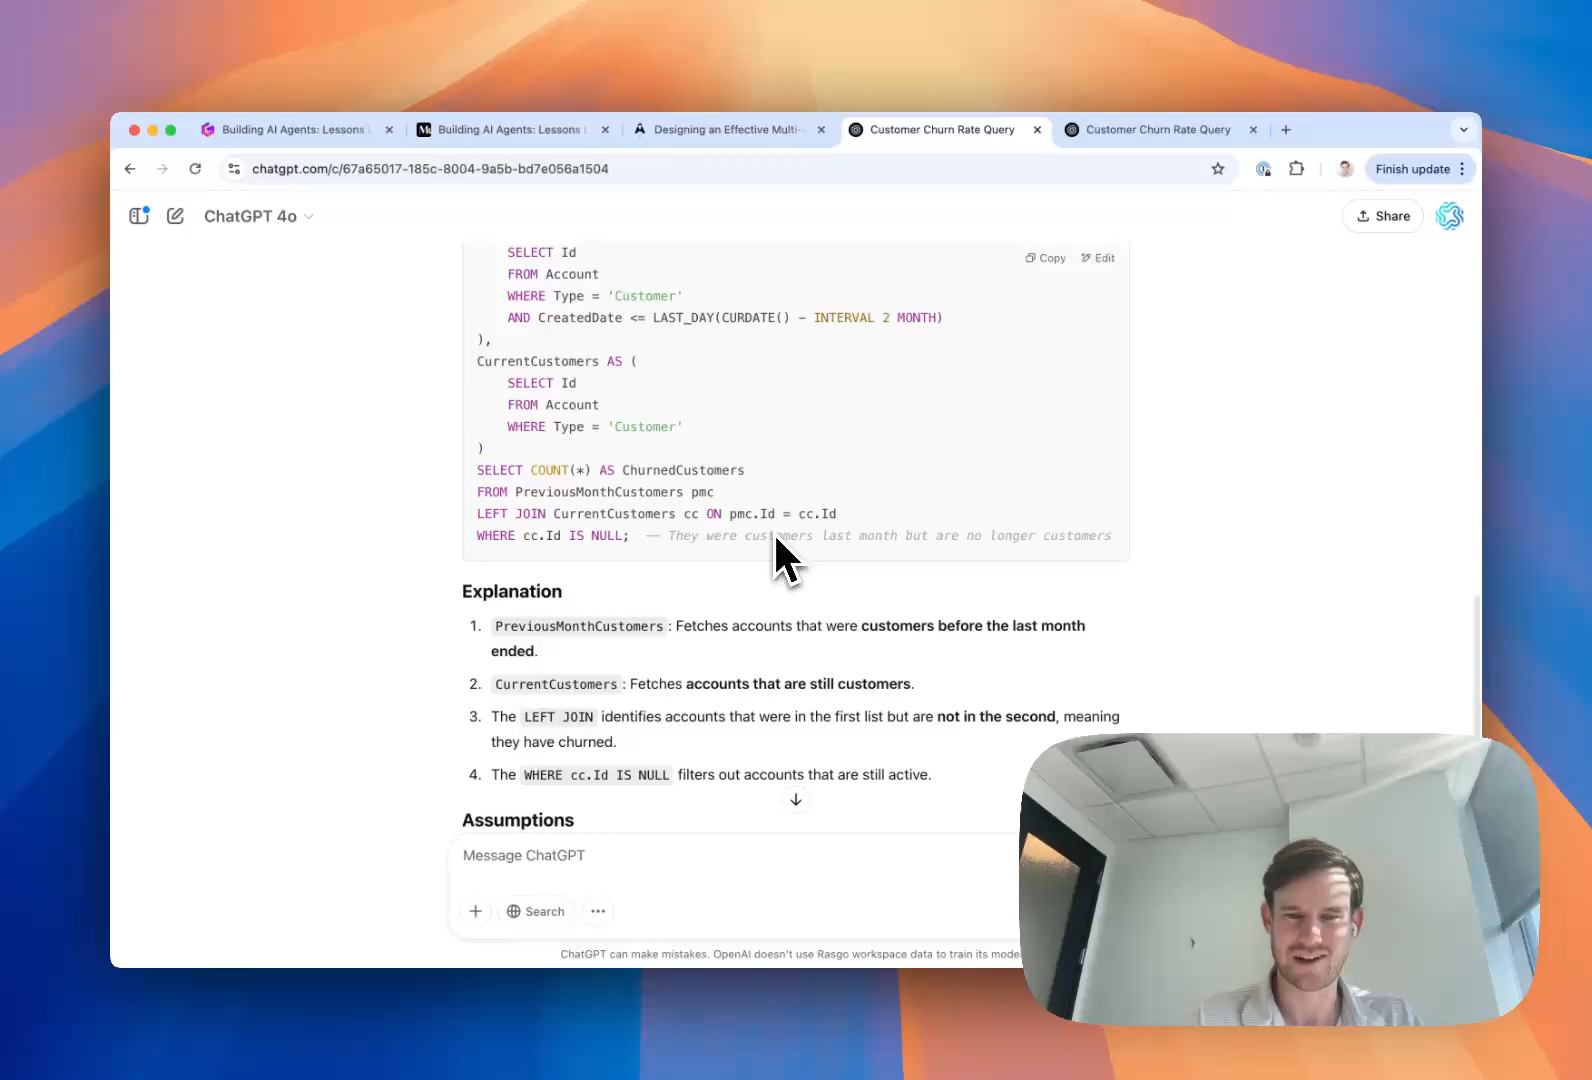 Building AI Agents: Lessons
Building AI Agents: Lessons
Designing an Effective Multi-
Customer Churn Rate Query
Customer Churn Rate Query
chatgpt.com/c/67a65017-185c-8004-9a5b-bd7e056a1504
Finish update
ChatGPT 4o
Share
Copy
Edit
SELECT Id
FROM Account
WHERE Type = 'Customer'
AND CreatedDate <= LAST_DAY(CURDATE() - INTERVAL 2 MONTH)
),
CurrentCustomers AS (
SELECT Id
FROM Account
WHERE Type = 'Customer'
)
SELECT COUNT(*) AS ChurnedCustomers
FROM PreviousMonthCustomers pmc
LEFT JOIN CurrentCustomers cc ON pmc.Id = cc.Id
WHERE cc.Id IS NULL; -- They were customers last month but are no longer customers
Explanation
1. PreviousMonthCustomers : Fetches accounts that were customers before the last month
ended.
2. CurrentCustomers : Fetches accounts that are still customers.
3. The LEFT JOIN identifies accounts that were in the first list but are not in the second, meaning
they have churned.
4. The WHERE cc.Id IS NULL filters out accounts that are still active.
Assumptions
Message ChatGPT
Search
ChatGPT can make mistakes. OpenAI doesn't use Rasgo workspace data to train its